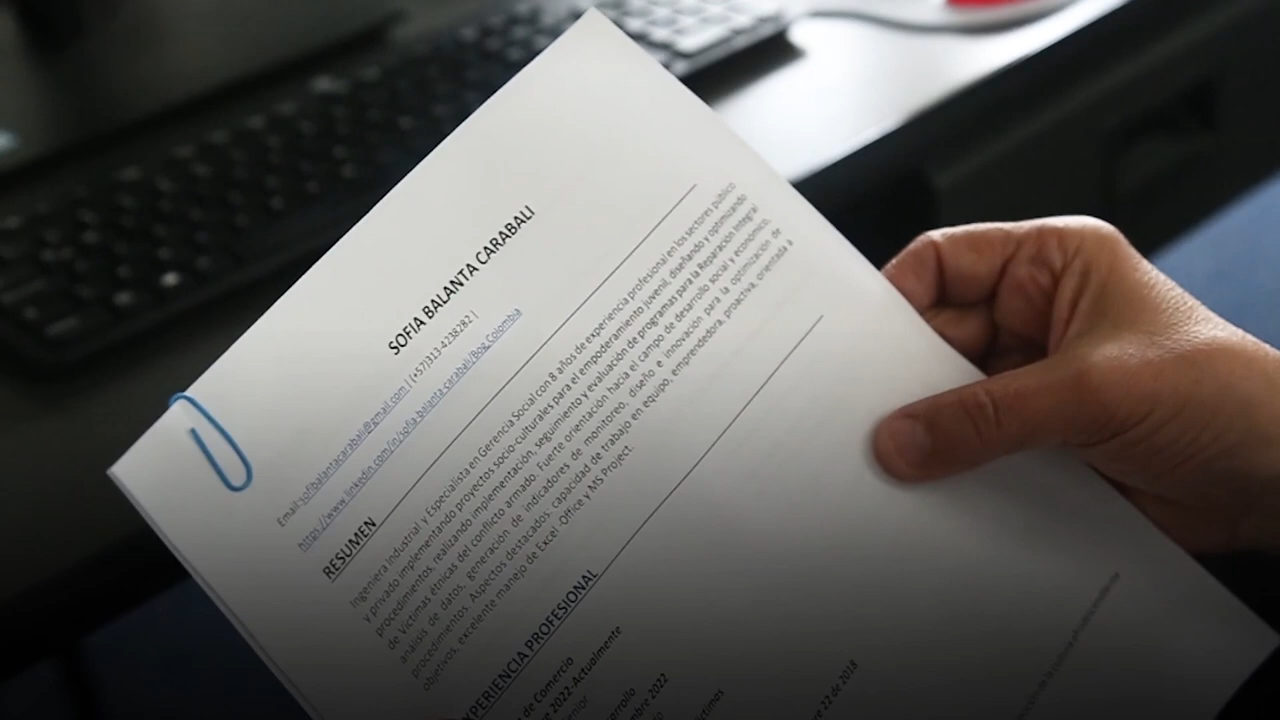 SOFIA BALANTA CARABALI
Email:sofibalantacarabali@gmail.com | (+57)313-4238282 |
https://www.linkedin.com/in/sofia-balanta-carabali/Bog,Colombia
RESUMEN
Ingeniera Industrial y Especialista en Gerencia Social con 8 años de experiencia profesional en los sectores público
y privado implementando proyectos socio-culturales para el empoderamiento juvenil, diseñando y optimizando
procedimientos, realizando implementación, seguimiento y evaluación de programas para la Reparación Integral
de Víctimas étnicas del conflicto armado. Fuerte orientación hacia el campo de desarrollo social y económico,
análisis de datos, generación de indicadores de monitoreo, diseño e innovación para la optimización de
procedimientos. Aspectos destacados: capacidad de trabajo en equipo, emprendedora, proactiva, orientada a
objetivos, excelente manejo de Excel -Office y MS Project.
XPERIENCIA PROFESIONAL
de Comercio
2022-Actualmente
enior
arrollo
mbre 2022
íctimas
re 22 de 2018